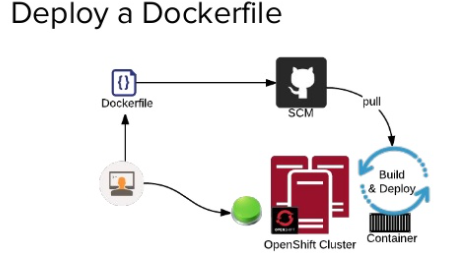 Deploy a Dockerfile
{}
Dockerfile
SCM
pull
Build
& Deploy
OPENSHIFT
OpenShift Cluster
Container